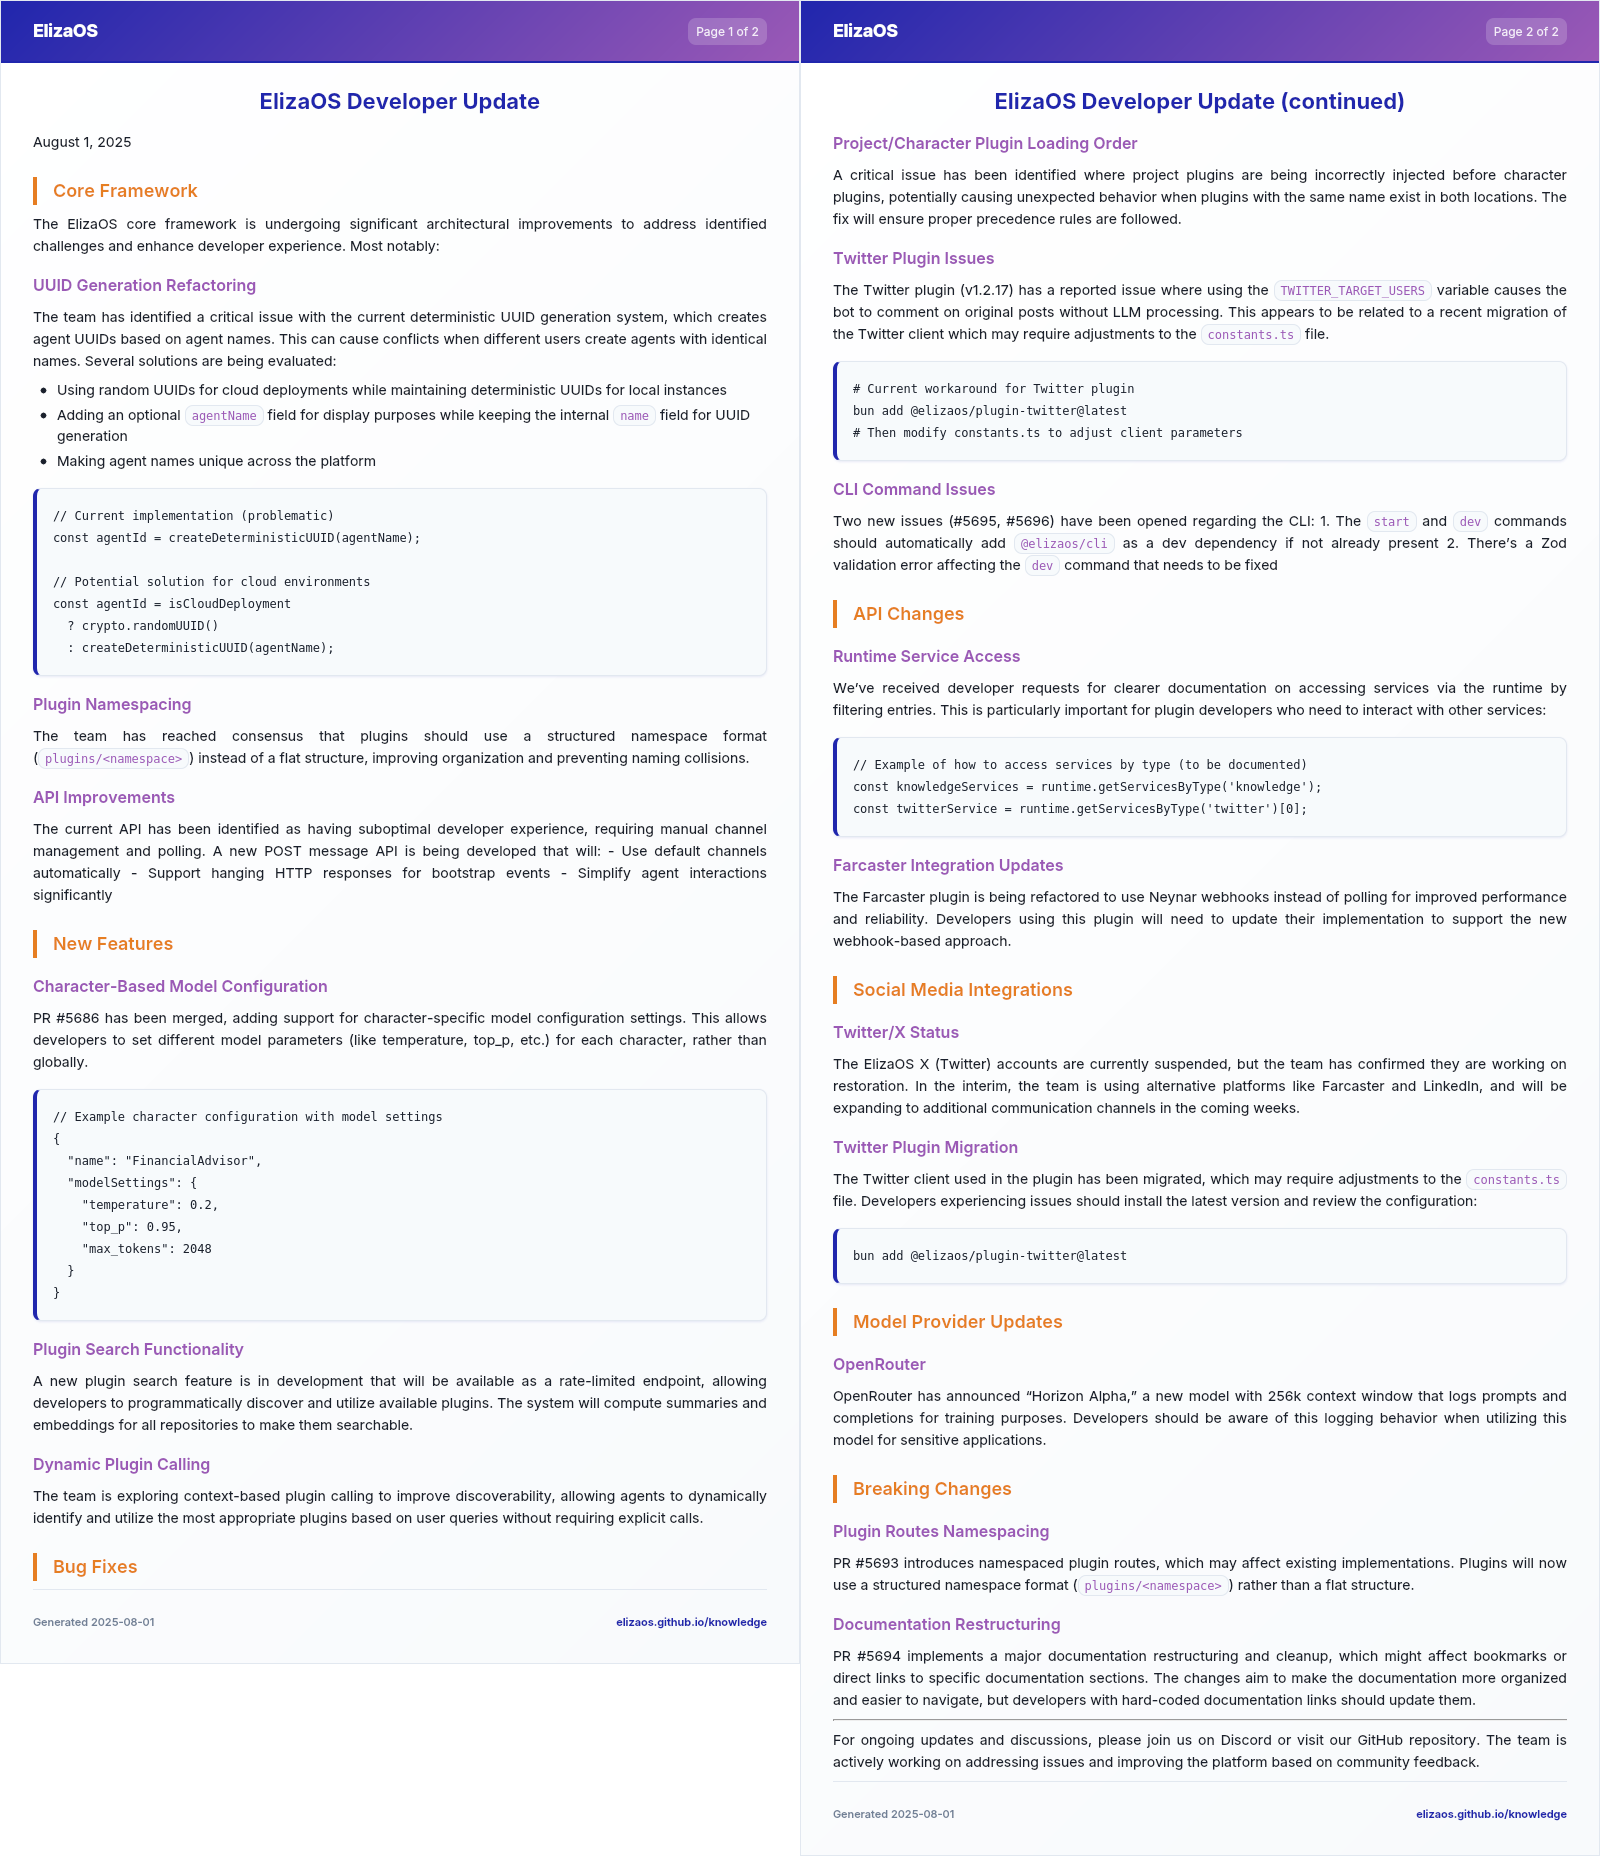 ElizaOS
Page 1 of 2
ElizaOS Developer Update
August 1, 2025
Core Framework
The ElizaOS core framework is undergoing significant architectural improvements to address identified
challenges and enhance developer experience. Most notably:
UUID Generation Refactoring
The team has identified a critical issue with the current deterministic UUID generation system, which creates
agent UUIDs based on agent names. This can cause conflicts when different users create agents with identical
names. Several solutions are being evaluated:
• Using random UUIDs for cloud deployments while maintaining deterministic UUIDs for local instances
• Adding an optional agentName field for display purposes while keeping the internal name field for UUID
generation
• Making agent names unique across the platform
// Current implementation (problematic)
const agentId = createDeterministicUUID(agentName);
// Potential solution for cloud environments
const agentId = isCloudDeployment
? crypto.randomUUID()
: createDeterministicUUID(agentName);
Plugin Namespacing
The team has reached consensus that plugins should use a structured namespace format
(plugins/<namespace>) instead of a flat structure, improving organization and preventing naming collisions.
API Improvements
The current API has been identified as having suboptimal developer experience, requiring manual channel
management and polling. A new POST message API is being developed that will: - Use default channels
automatically - Support hanging HTTP responses for bootstrap events - Simplify agent interactions
significantly
New Features
Character-Based Model Configuration
PR #5686 has been merged, adding support for character-specific model configuration settings. This allows
developers to set different model parameters (like temperature, top_p, etc.) for each character, rather than
globally.
// Example character configuration with model settings
{
"name": "FinancialAdvisor",
"modelSettings": {
"temperature": 0.2,
"top_p": 0.95,
"max_tokens": 2048
}
}
Plugin Search Functionality
A new plugin search feature is in development that will be available as a rate-limited endpoint, allowing
developers to programmatically discover and utilize available plugins. The system will compute summaries and
embeddings for all repositories to make them searchable.
Dynamic Plugin Calling
The team is exploring context-based plugin calling to improve discoverability, allowing agents to dynamically
identify and utilize the most appropriate plugins based on user queries without requiring explicit calls.
Bug Fixes
Generated 2025-08-01
elizaos.github.io/knowledge
ElizaOS
Page 2 of 2
ElizaOS Developer Update (continued)
Project/Character Plugin Loading Order
A critical issue has been identified where project plugins are being incorrectly injected before character
plugins, potentially causing unexpected behavior when plugins with the same name exist in both locations. The
fix will ensure proper precedence rules are followed.
Twitter Plugin Issues
The Twitter plugin (v1.2.17) has a reported issue where using the TWITTER_TARGET_USERS variable causes the
bot to comment on original posts without LLM processing. This appears to be related to a recent migration of
the Twitter client which may require adjustments to the constants.ts file.
# Current workaround for Twitter plugin
bun add @elizaos/plugin-twitter@latest
# Then modify constants.ts to adjust client parameters
CLI Command Issues
Two new issues (#5695, #5696) have been opened regarding the CLI: 1. The start and dev commands
should automatically add @elizaos/cli as a dev dependency if not already present 2. There's a Zod
validation error affecting the dev command that needs to be fixed
API Changes
Runtime Service Access
We've received developer requests for clearer documentation on accessing services via the runtime by
filtering entries. This is particularly important for plugin developers who need to interact with other services:
// Example of how to access services by type (to be documented)
const knowledgeServices = runtime.getServicesByType('knowledge');
const twitterService = runtime.getServicesByType('twitter')[0];
Farcaster Integration Updates
The Farcaster plugin is being refactored to use Neynar webhooks instead of polling for improved performance
and reliability. Developers using this plugin will need to update their implementation to support the new
webhook-based approach.
Social Media Integrations
Twitter/X Status
The ElizaOS X (Twitter) accounts are currently suspended, but the team has confirmed they are working on
restoration. In the interim, the team is using alternative platforms like Farcaster and LinkedIn, and will be
expanding to additional communication channels in the coming weeks.
Twitter Plugin Migration
The Twitter client used in the plugin has been migrated, which may require adjustments to the constants.ts
file. Developers experiencing issues should install the latest version and review the configuration:
bun add @elizaos/plugin-twitter@latest
Model Provider Updates
OpenRouter
OpenRouter has announced “Horizon Alpha,” a new model with 256k context window that logs prompts and
completions for training purposes. Developers should be aware of this logging behavior when utilizing this
model for sensitive applications.
Breaking Changes
Plugin Routes Namespacing
PR #5693 introduces namespaced plugin routes, which may affect existing implementations. Plugins will now
use a structured namespace format (plugins/<namespace>) rather than a flat structure.
Documentation Restructuring
PR #5694 implements a major documentation restructuring and cleanup, which might affect bookmarks or
direct links to specific documentation sections. The changes aim to make the documentation more organized
and easier to navigate, but developers with hard-coded documentation links should update them.
For ongoing updates and discussions, please join us on Discord or visit our GitHub repository. The team is
actively working on addressing issues and improving the platform based on community feedback.
Generated 2025-08-01
elizaos.github.io/knowledge